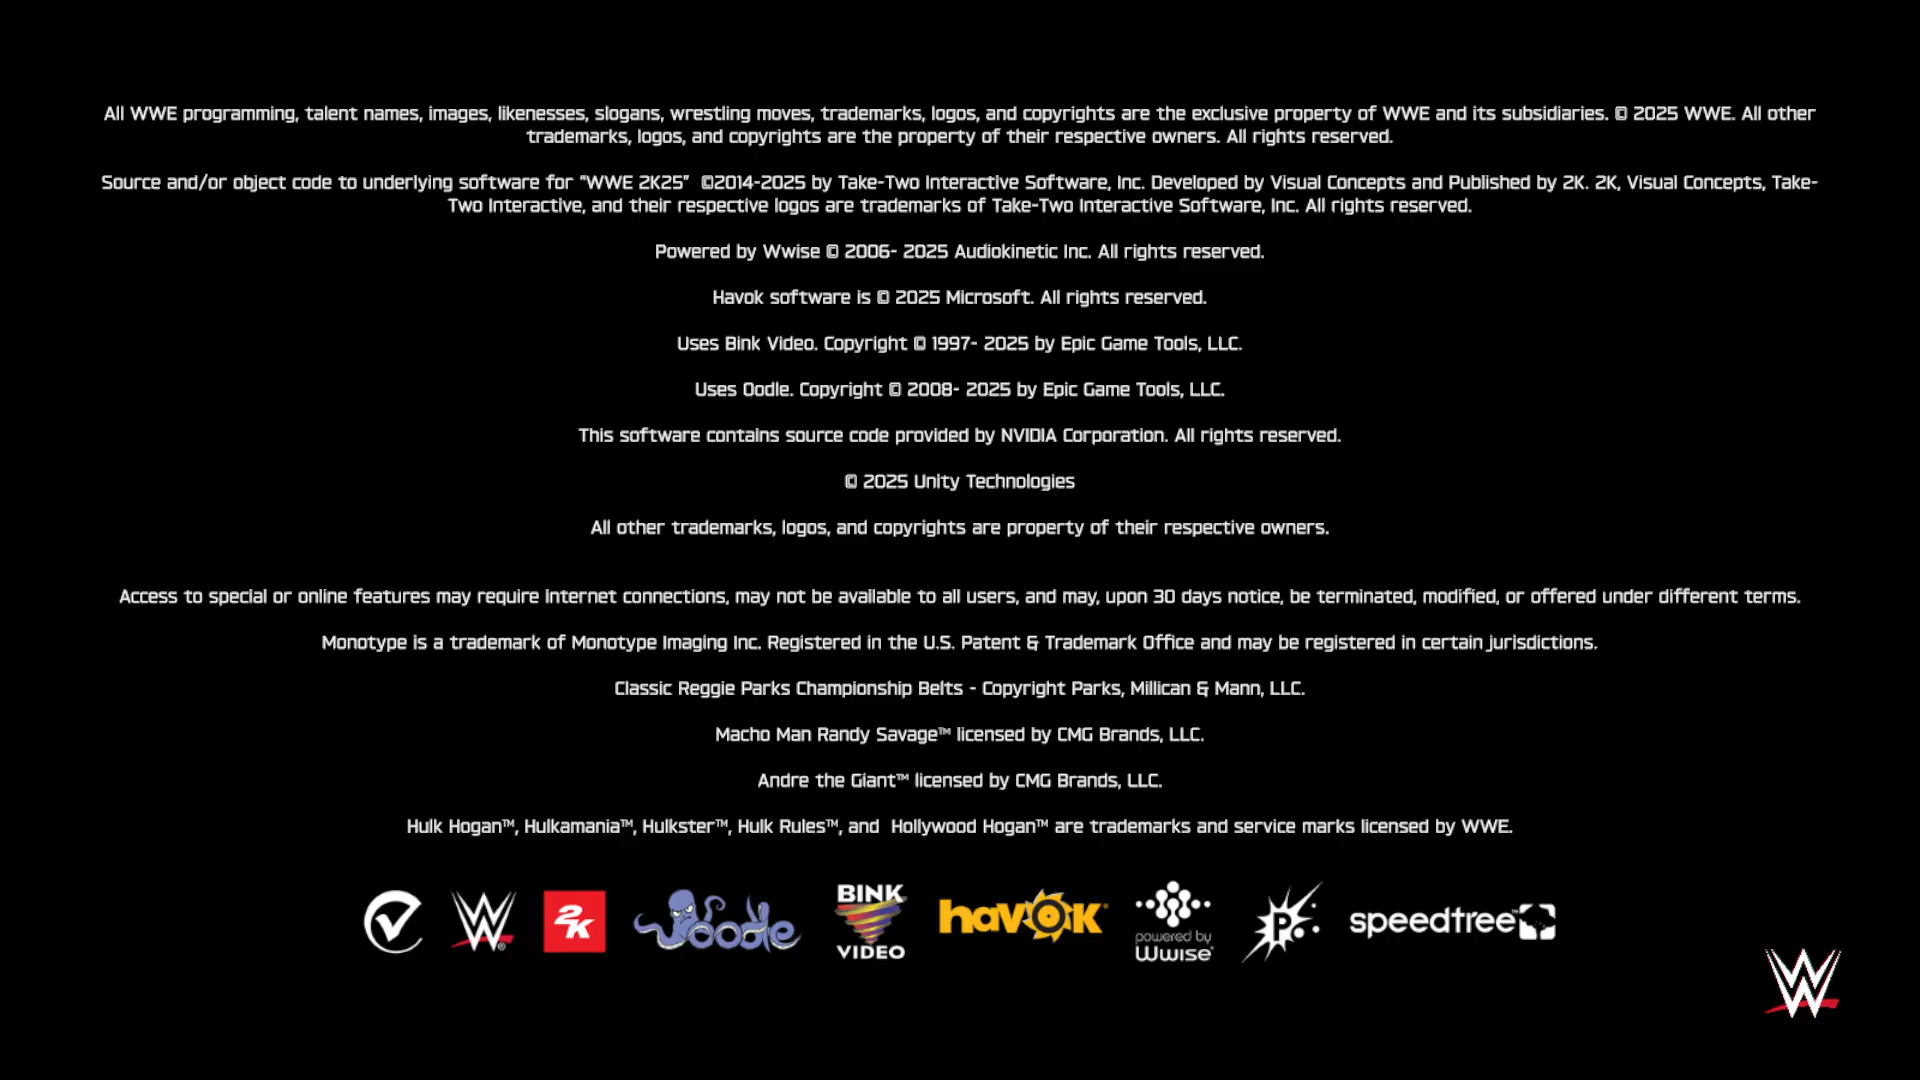 All WWE programming, talent names, images, likenesses, slogans, wrestling moves, trademarks, logos, and copyrights are the exclusive property of WWE and its subsidiaries. © 2025 WWE. All other
trademarks, logos, and copyrights are the property of their respective owners. All rights reserved.
Source and/or object code to underlying software for "WWE 2K25"  ©2014-2025 by Take-Two Interactive Software, Inc. Developed by Visual Concepts and Published by 2K. 2K, Visual Concepts, Take-
Two Interactive, and their respective logos are trademarks of Take-Two Interactive Software, Inc. All rights reserved.
Powered by Wwise © 2006- 2025 Audiokinetic Inc. All rights reserved.
Havok software is © 2025 Microsoft. All rights reserved.
Uses Bink Video. Copyright © 1997- 2025 by Epic Game Tools, LLC.
Uses Oodle. Copyright © 2008- 2025 by Epic Game Tools, LLC.
This software contains source code provided by NVIDIA Corporation. All rights reserved.
© 2025 Unity Technologies
All other trademarks, logos, and copyrights are property of their respective owners.
Access to special or online features may require internet connections, may not be available to all users, and may, upon 30 days notice, be terminated, modified, or offered under different terms.
Monotype is a trademark of Monotype Imaging Inc. Registered in the U.S. Patent & Trademark Office and may be registered in certain jurisdictions.
Classic Reggie Parks Championship Belts - Copyright Parks, Millican & Mann, LLC.
Macho Man Randy Savage™ licensed by CMG Brands, LLC.
Andre the Giant™ licensed by CMG Brands, LLC.
Hulk Hogan™, Hulkamania™, Hulkster™, Hulk Rules™, and  Hollywood Hogan™ are trademarks and service marks licensed by WWE.
W ® 2K oodle BINK VIDEO havok® powered by Wwise® P. speedtree™
W